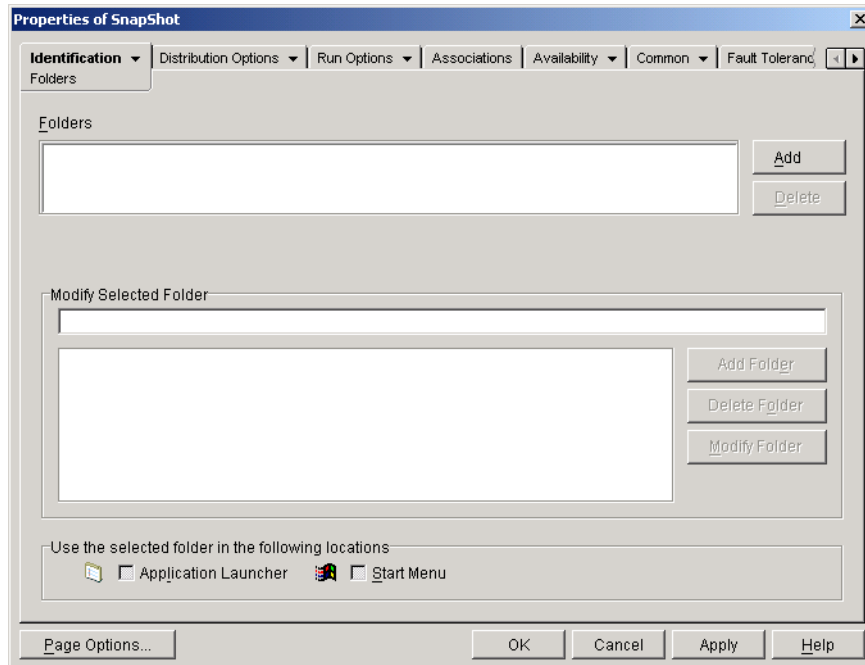 Properties of SnapShot
Identification Distribution Options Run Options Associations Availability Common Fault Toleranc
Folders
Folders
Add
Delete
Modify Selected Folder
Add Folder
Delete Folder
Modify Folder
Use the selected folder in the following locations
Application Launcher Start Menu
Page Options... OK Cancel Apply Help